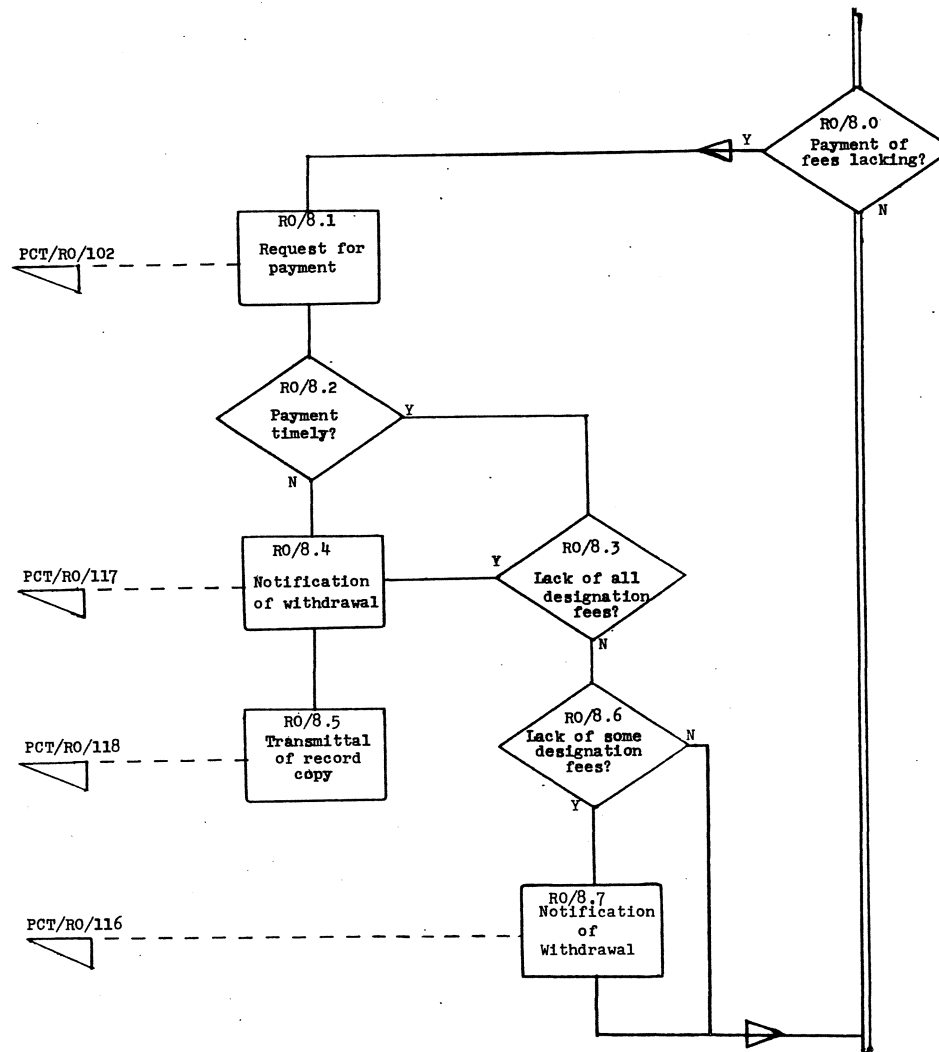 RO/8.0
Payment of
fees lacking?
Y
N
RO/8.1
Request for
payment
PCT/RO/102
RO/8.2
Payment
timely?
Y
N
RO/8.4
Notification
of withdrawal
PCT/RO/117
Y
RO/8.3
Lack of all
designation
fees?
N
RO/8.5
Transmittal
of record
copy
PCT/RO/118
RO/8.6
Lack of some
designation
fees?
N
Y
RO/8.7
Notification
of
Withdrawal
PCT/RO/116